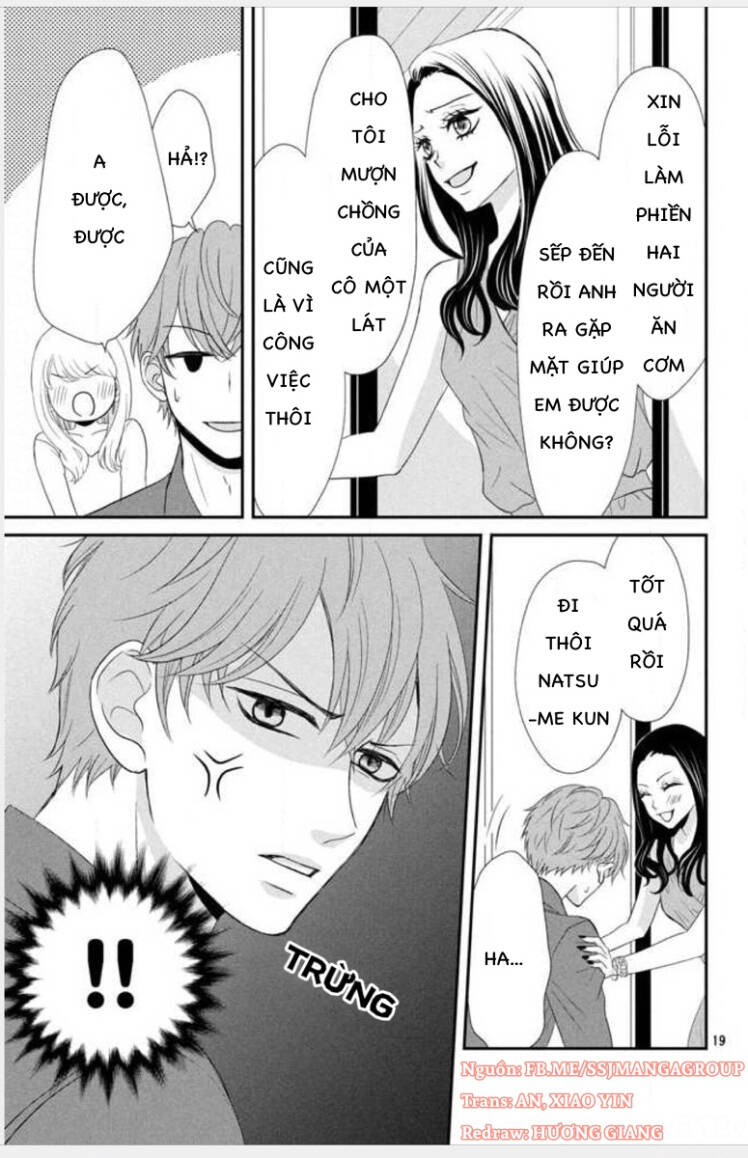 XIN
LỖI
LÀM
PHIỀN
HAI
NGƯỜI
ĂN
CƠM
SẾP ĐẾN
RỒI ANH
RA GẶP
MẶT GIÚP
EM ĐƯỢC
KHÔNG?
CHO
TÔI
MƯỢN
CHỒNG
CỦA
CÔ MỘT
LÁT
CŨNG
LÀ VÌ
CÔNG
VIỆC
THÔI
HẢ!?
A
ĐƯỢC,
ĐƯỢC
TỐT
QUÁ
RỒI
ĐI
THÔI
NATSU
-ME KUN
HA...
!!
TRỪNG
19
Nguồn: FB.ME/SSJMANGAGROUP
Trans: AN, XIAO YIN
Redraw: HƯƠNG GIANG